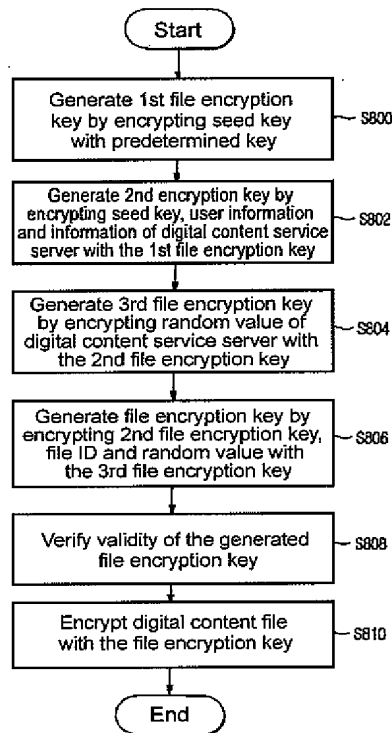 Start
Generate 1st file encryption
key by encrypting seed key
with predetermined key
S800
Generate 2nd encryption key by
encrypting seed key, user information
and information of digital content service
server with the 1st file encryption key
S802
Generate 3rd file encryption key
by encrypting random value of
digital content service server with
the 2nd file encryption key
S804
Generate file encryption key by
encrypting 2nd file encryption key,
file ID and random value with
the 3rd file encryption key
S806
Verify validity of the generated
file encryption key
S808
Encrypt digital content file
with the file encryption key
S810
End